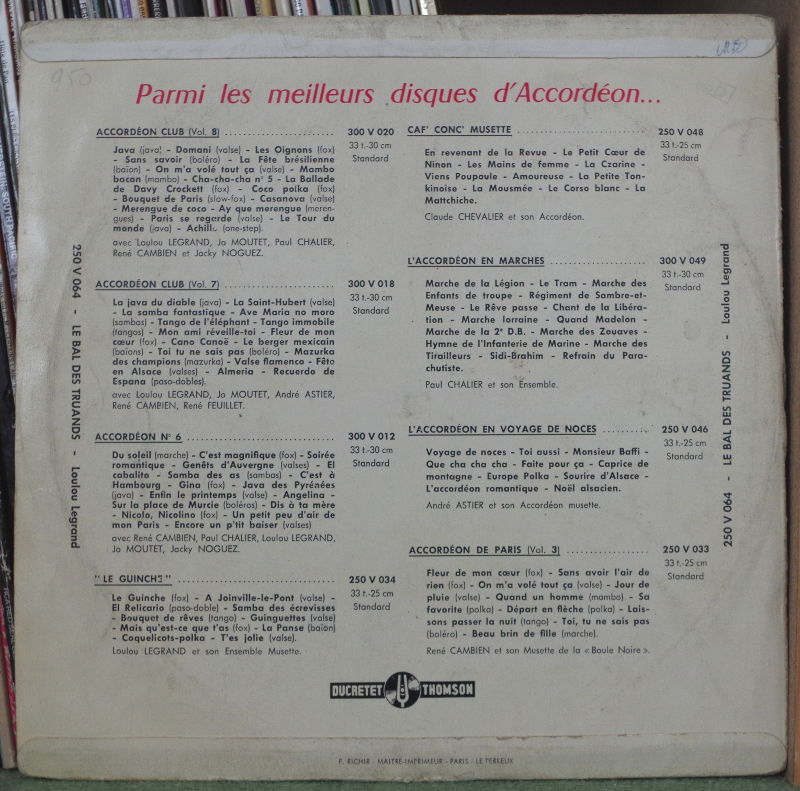 950
Parmi les meilleurs disques d'Accordéon...
ACCORDÉON CLUB (Vol. 8) ...................... 300 V 020
33 t.-30 cm
Standard
Java (java) - Domani (valse) - Les Oignons (fox)
- Sans savoir (boléro) - La Fête brésilienne
(baïon) - On m'a volé tout ça (valse) - Mambo
bacan (mambo) - Cha-cha-cha n° 5 - La Ballade
de Davy Crockett (fox) - Coco polka (fox)
- Bouquet de Paris (slow-fox) - Casanova (valse)
- Merengue de coco - Ay que merengue (meren-
gues) - Paris se regarde (valse) - Le Tour du
monde (java) - Achille (one-step).
avec Loulou LEGRAND, Jo MOUTET, Paul CHALIER,
René CAMBIEN et Jacky NOGUEZ.
ACCORDÉON CLUB (Vol. 7) ...................... 300 V 018
33 t.-30 cm
Standard
La java du diable (java) - La Saint-Hubert (valse)
- La samba fantastique - Ave Maria no moro
(sambas) - Tango de l'éléphant - Tango immobile
(tangos) - Mon ami réveille-toi - Fleur de mon
cœur (fox) - Cano Canoë - Le berger mexicain
(baïons) - Toi tu ne sais pas (boléro) - Mazurka
des champions (mazurka) - Valse flamenco - Fête
en Alsace (valses) - Almeria - Recuerdo de
Espana (paso-dobles).
avec Loulou LEGRAND, Jo MOUTET, André ASTIER,
René CAMBIEN, René FEUILLET.
ACCORDÉON N° 6 ...................... 300 V 012
33 t.-30 cm
Standard
Du soleil (marche) - C'est magnifique (fox) - Soirée
romantique - Genêts d'Auvergne (valses) - El
cabalito - Samba des as (sambas) - C'est à
Hambourg - Gina (fox) - Java des Pyrénées
(java) - Enfin le printemps (valse) - Angelina -
Sur la place de Murcie (boléros) - Dis à ta mère
- Nicolo, Nicolino (fox) - Un petit peu d'air de
mon Paris - Encore un p'tit baiser (valses)
avec René CAMBIEN, Paul CHALIER, Loulou LEGRAND,
Jo MOUTET, Jacky NOGUEZ.
"LE GUINCHE" ...................... 250 V 034
33 t.-25 cm
Standard
Le Guinche (fox) - A Joinville-le-Pont (valse) -
El Relicario (paso-doble) - Samba des écrevisses
- Bouquet de rêves (tango) - Guinguettes (valse)
- Mais qu'est-ce que t'as (fox) - La Panse (baïon)
- Coquelicots-polka - T'es jolie (valse).
Loulou LEGRAND et son Ensemble Musette.
CAF' CONC' MUSETTE ...................... 250 V 048
33 t.-25 cm
Standard
En revenant de la Revue - Le Petit Cœur de
Ninon - Les Mains de femme - La Czarine -
Viens Poupoule - Amoureuse - La Petite Ton-
kinoise - La Mousmée - Le Corso blanc - La
Mattchiche.
Claude CHEVALIER et son Accordéon.
L'ACCORDÉON EN MARCHES ...................... 300 V 049
33 t.-30 cm
Standard
Marche de la Légion - Le Tram - Marche des
Enfants de troupe - Régiment de Sambre-et-
Meuse - Le Rêve passe - Chant de la Libéra-
tion - Marche lorraine - Quand Madelon -
Marche de la 2e D.B. - Marche des Zouaves -
Hymne de l'Infanterie de Marine - Marche des
Tirailleurs - Sidi-Brahim - Refrain du Para-
chutiste.
Paul CHALIER et son Ensemble.
L'ACCORDÉON EN VOYAGE DE NOCES .......... 250 V 046
33 t.-25 cm
Standard
Voyage de noces - Toi aussi - Monsieur Baffi -
Que cha cha cha - Faite pour ça - Caprice de
montagne - Europe Polka - Sourire d'Alsace -
L'accordéon romantique - Noël alsacien.
André ASTIER et son Accordéon musette.
ACCORDÉON DE PARIS (Vol. 3) ................. 250 V 033
33 t.-25 cm
Standard
Fleur de mon cœur (fox) - Sans avoir l'air de
rien (fox) - On m'a volé tout ça (valse) - Jour de
pluie (valse) - Quand un homme (mambo) - Sa
favorite (polka) - Départ en flèche (polka) - Lais-
sons passer la nuit (tango) - Toi, tu ne sais pas
(boléro) - Beau brin de fille (marche).
René CAMBIEN et son Musette de la « Boule Noire ».
250 V 064 - LE BAL DES TRUANDS - Loulou Legrand
250 V 064 - LE BAL DES TRUANDS - Loulou Legrand
DUCRETET THOMSON
F. RICHIR - MAITRE-IMPRIMEUR - PARIS - LE PERREUX